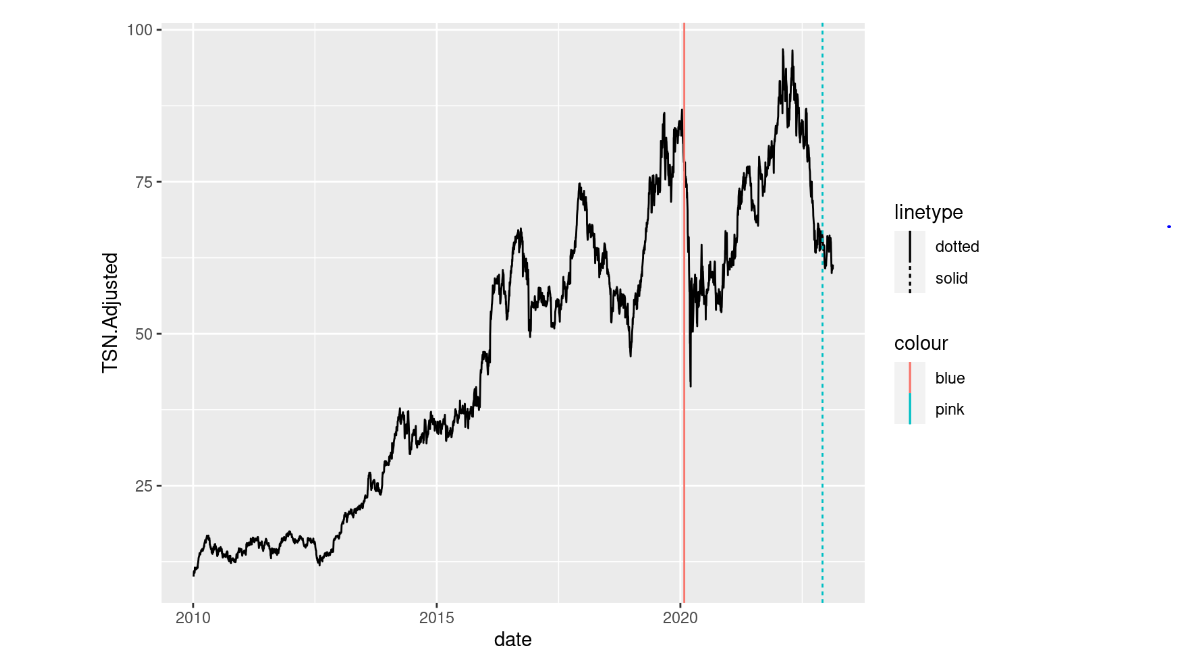 100
75
50
25
TSN.Adjusted
2010
2015
2020
date
linetype
dotted
solid
colour
blue
pink